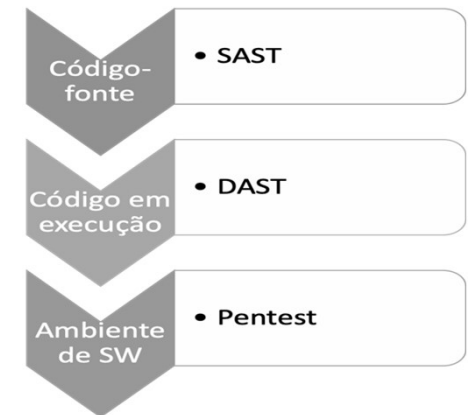 Código-
fonte
• SAST
Código em
execução
• DAST
Ambiente
de SW
• Pentest